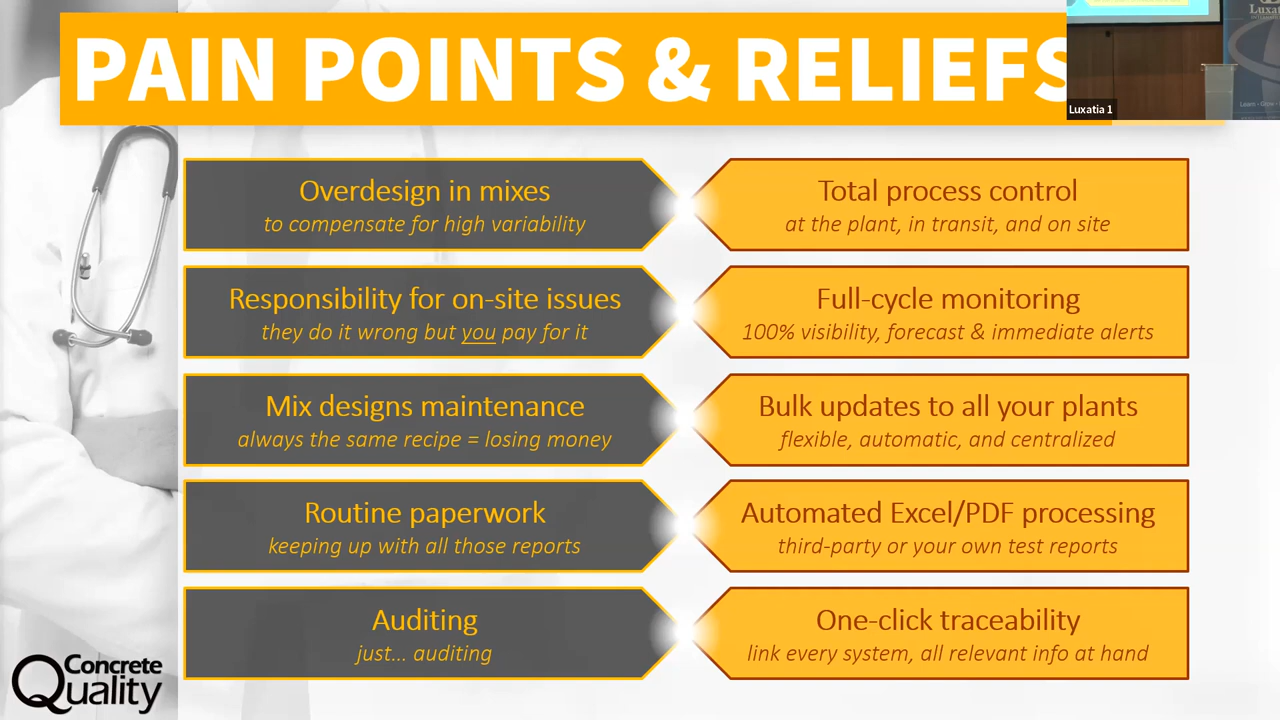 PAIN POINTS & RELIEFS
Luxatia 1
Overdesign in mixes
to compensate for high variability
Total process control
at the plant, in transit, and on site
Responsibility for on-site issues
they do it wrong but you pay for it
Full-cycle monitoring
100% visibility, forecast & immediate alerts
Mix designs maintenance
always the same recipe = losing money
Bulk updates to all your plants
flexible, automatic, and centralized
Routine paperwork
keeping up with all those reports
Automated Excel/PDF processing
third-party or your own test reports
Auditing
just... auditing
One-click traceability
link every system, all relevant info at hand
Concrete
Quality